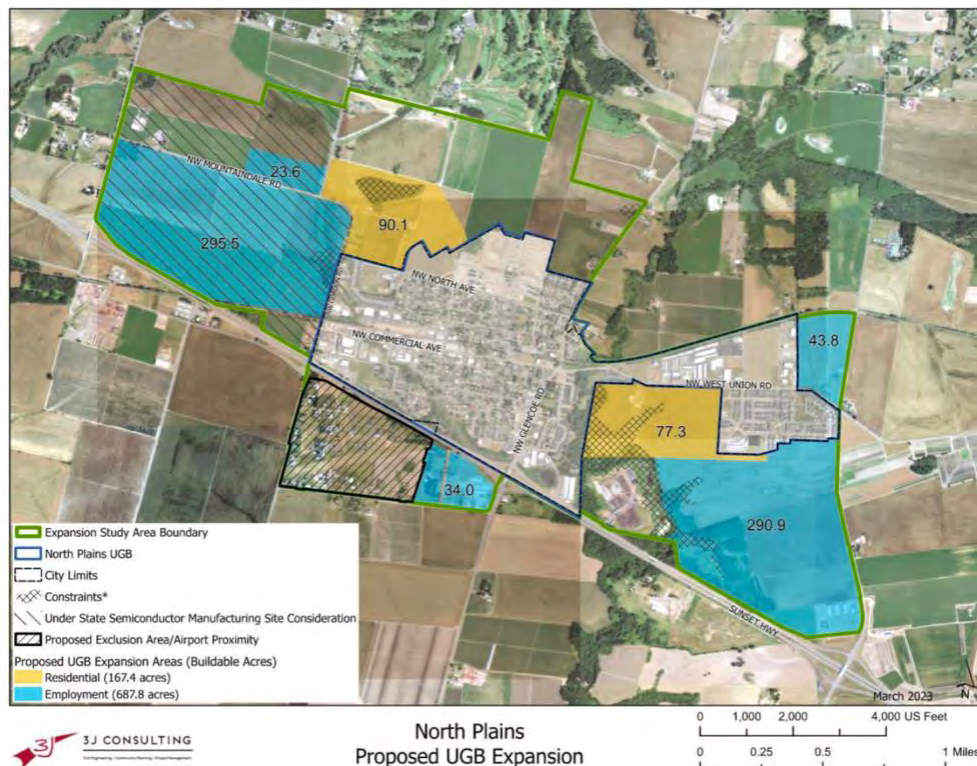 NW MOUNTAINDALE RD
23.6
295.5
90.1
NW NORTH AVE
NW COMMERCIAL AVE
NW GLENCOE RD
43.8
NW WEST UNION RD
77.3
34.0
290.9
SUNSET HWY
Expansion Study Area Boundary
North Plains UGB
City Limits
Constraints*
Under State Semiconductor Manufacturing Site Consideration
Proposed Exclusion Area/Airport Proximity
Proposed UGB Expansion Areas (Buildable Acres)
Residential (167.4 acres)
Employment (687.8 acres)
March 2023
N
3J
3J CONSULTING
North Plains
Proposed UGB Expansion
0 1,000 2,000 4,000 US Feet
0 0.25 0.5 1 Miles